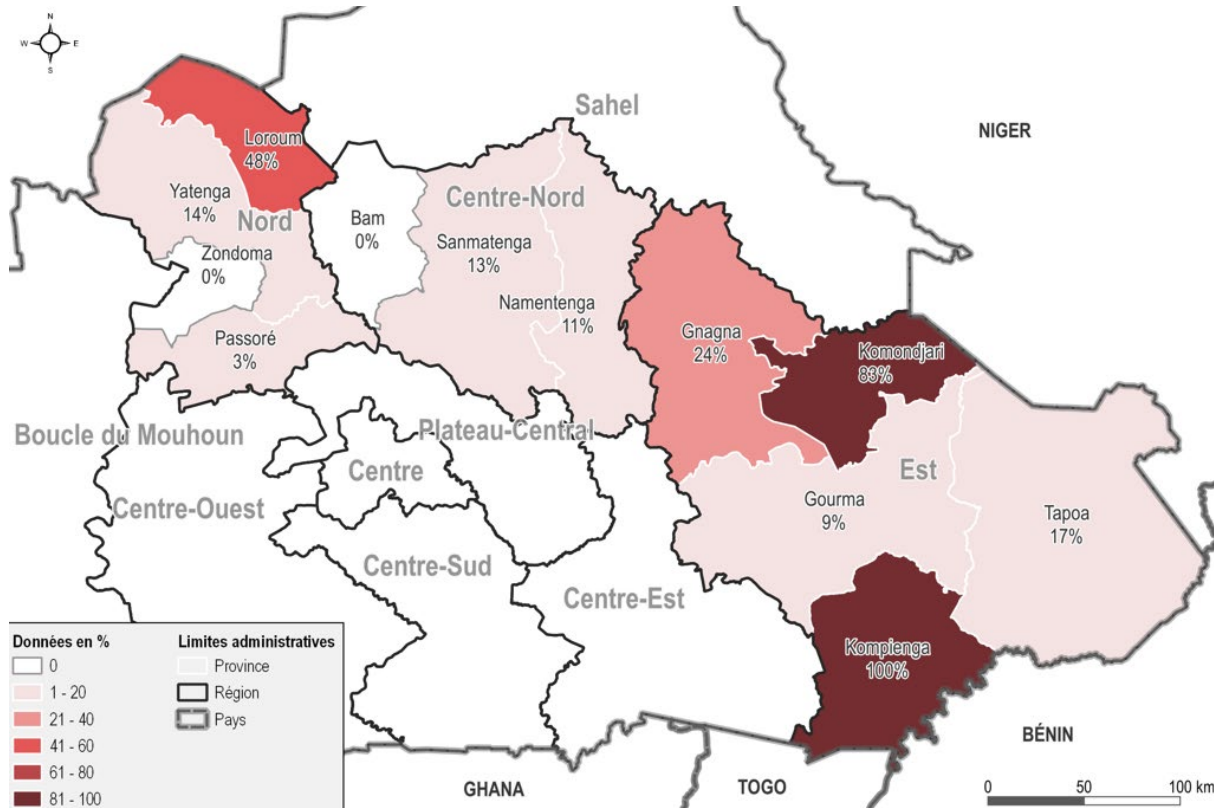 N
W E
S
Sahel
NIGER
Loroum
48%
Yatenga
14%
Nord
Bam
0%
Centre-Nord
Sanmatenga
13%
Zondoma
0%
Namentenga
11%
Passoré
3%
Gnagna
24%
Komondjari
83%
Boucle du Mouhoun
Plateau-Central
Centre
Est
Centre-Ouest
Gourma
9%
Tapoa
17%
Centre-Sud
Centre-Est
Kompienga
100%
BÉNIN
GHANA
TOGO
Données en %
0
1 - 20
21 - 40
41 - 60
61 - 80
81 - 100
Limites administratives
Province
Région
Pays
0 50 100 km